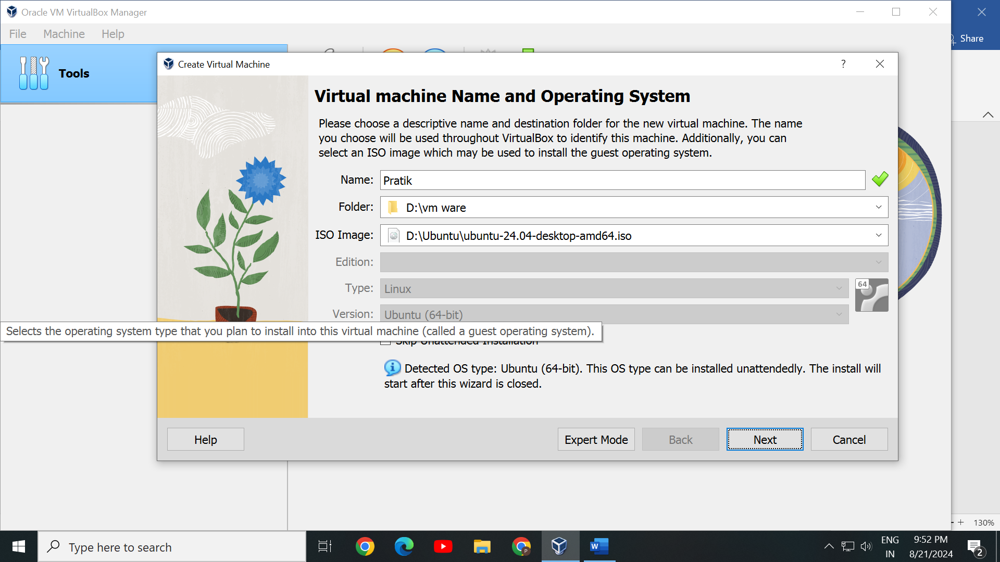 Oracle VM VirtualBox Manager
File Machine Help
Share
Tools
Create Virtual Machine
?
Virtual machine Name and Operating System
Please choose a descriptive name and destination folder for the new virtual machine. The name
you choose will be used throughout VirtualBox to identify this machine. Additionally, you can
select an ISO image which may be used to install the guest operating system.
Name: Pratik
Folder: D:\vm ware
ISO Image: D:\Ubuntu\ubuntu-24.04-desktop-amd64.iso
Edition:
Type: Linux
64
Version: Ubuntu (64-bit)
Selects the operating system type that you plan to install into this virtual machine (called a guest operating system).
Skip Unattended Installation
Detected OS type: Ubuntu (64-bit). This OS type can be installed unattendedly. The install will
start after this wizard is closed.
Help Expert Mode Back Next Cancel
130%
Type here to search
P
W
ENG
IN
9:52 PM
8/21/2024
2